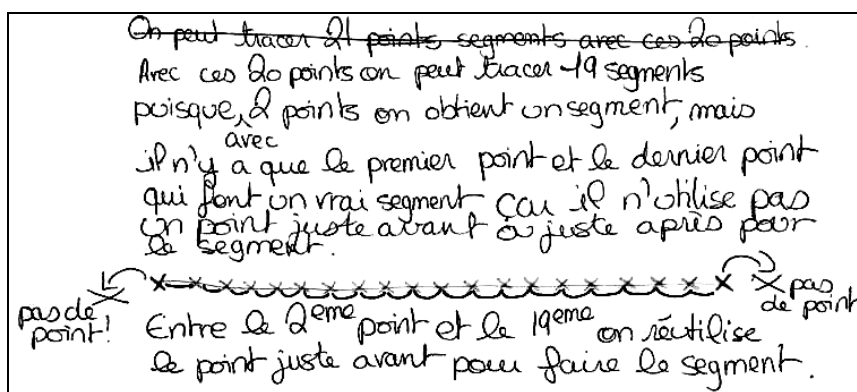 On peut tracer 21 points segments avec ces 20 points.
Avec ces 20 points on peut tracer 19 segments
puisque, avec 2 points on obtient un segment, mais
il n'y a que le premier point et le dernier point
qui font un vrai segment car il n'utilise pas
un point juste avant ou juste après pour
le segment.
pas de point!
pas de point
Entre le 2eme point et le 19eme on réutilise
le point juste avant pour faire le segment.